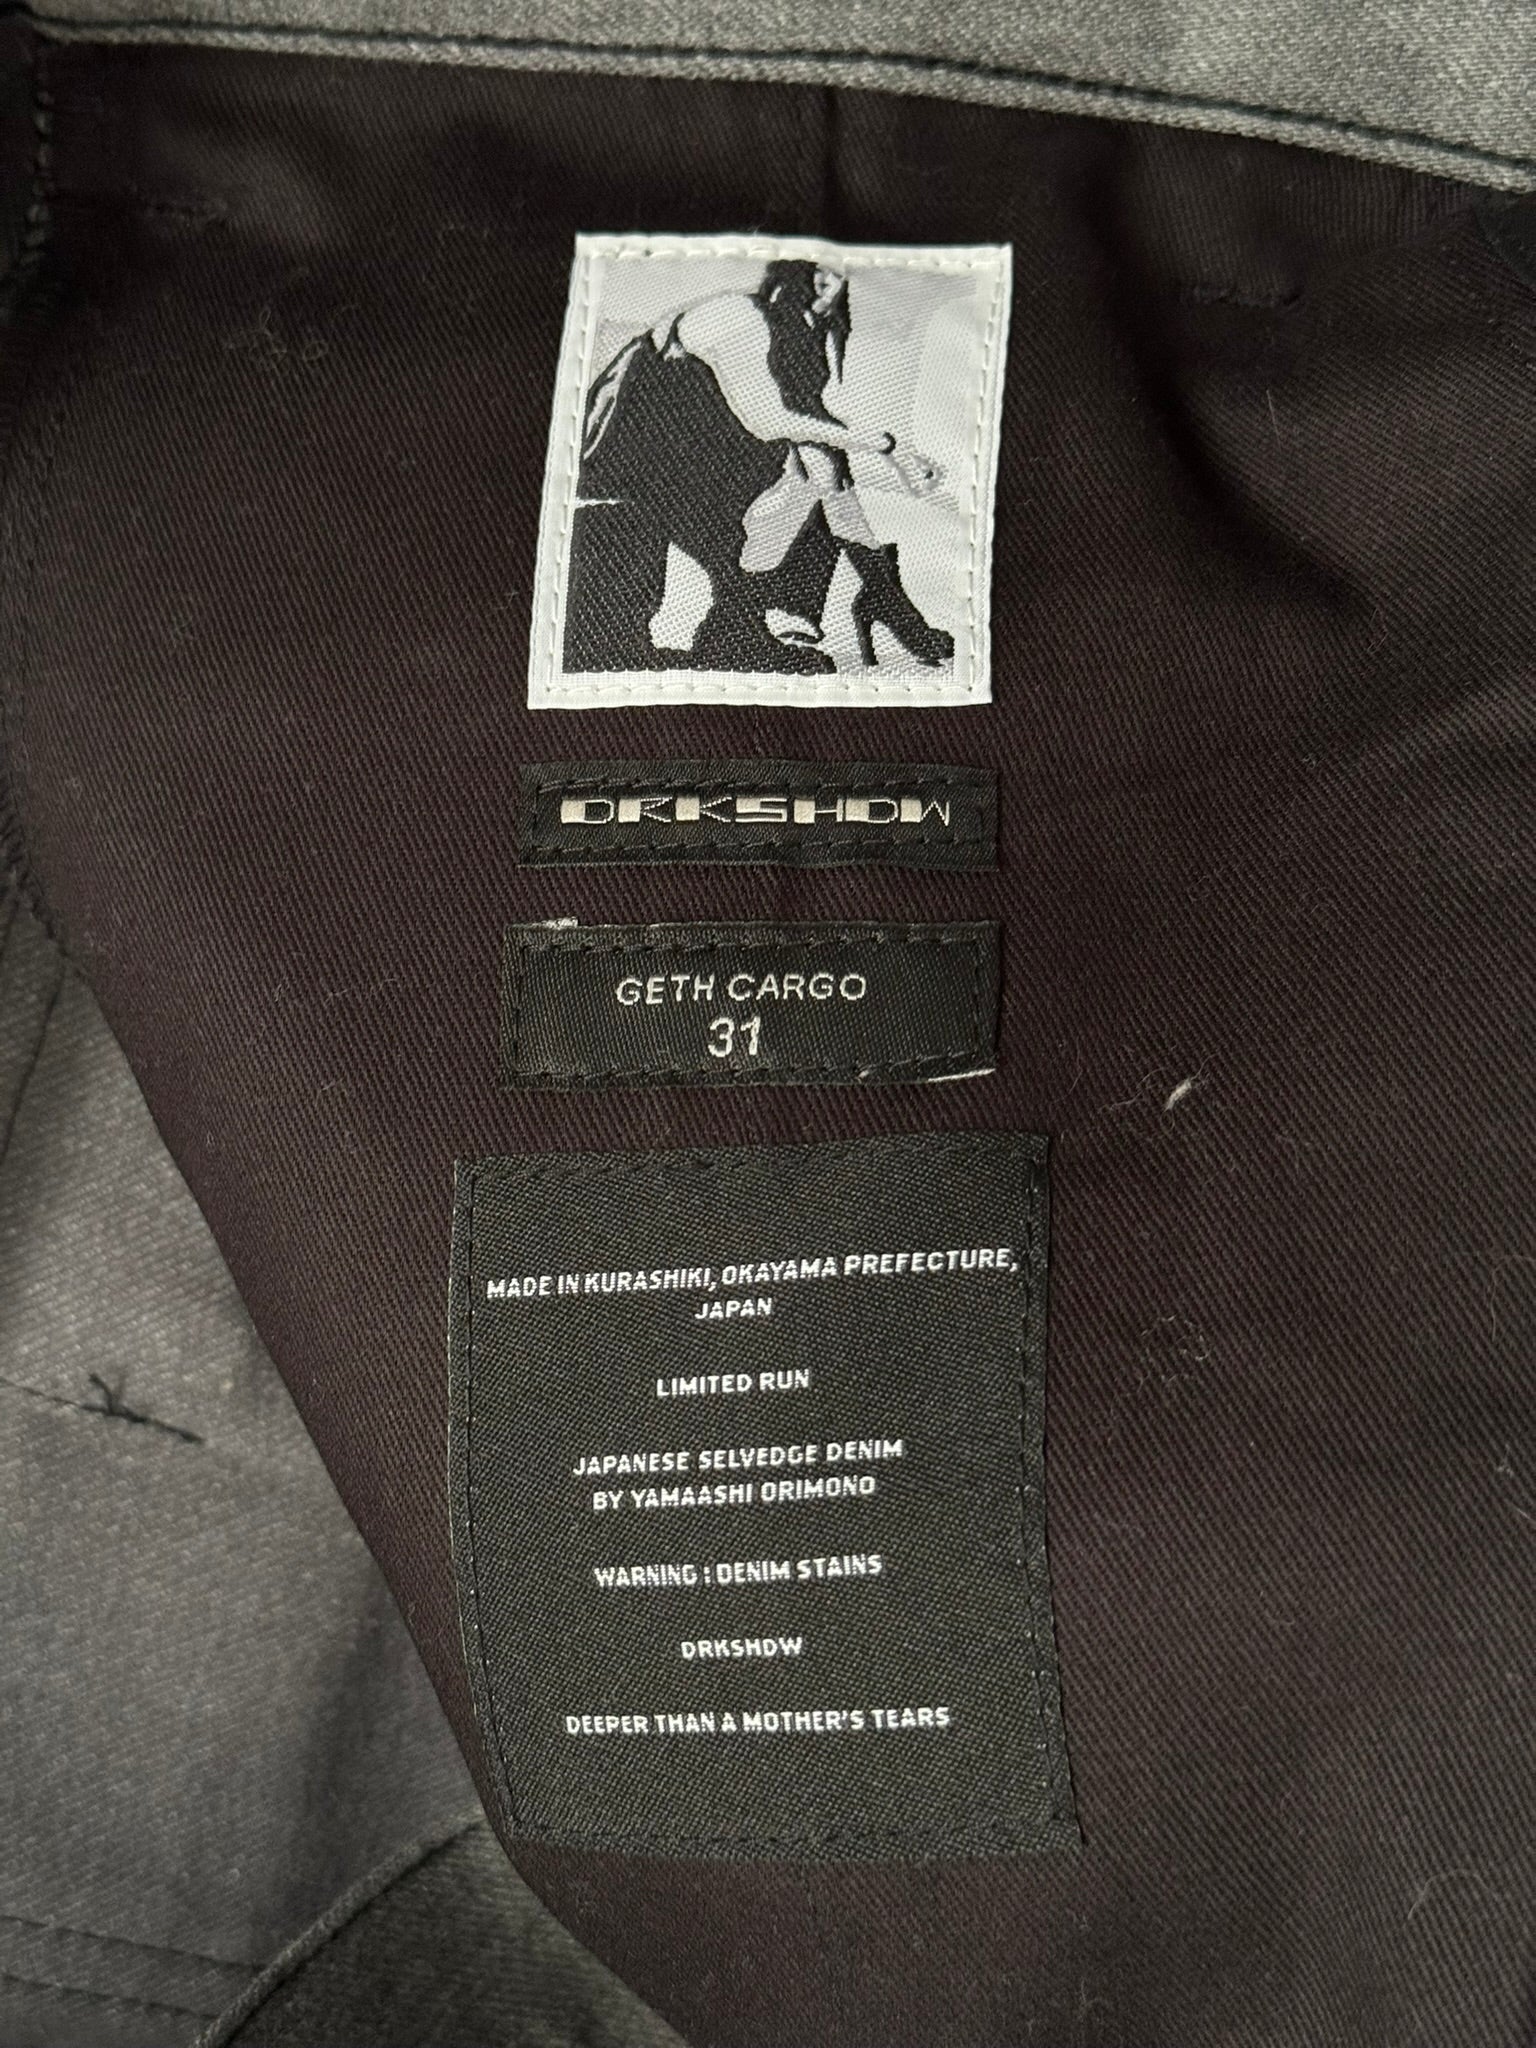 DRKSHDW
GETH CARGO
31
MADE IN KURASHIKI, OKAYAMA PREFECTURE,
JAPAN
LIMITED RUN
JAPANESE SELVEDGE DENIM
BY YAMAASHI ORIMONO
WARNING : DENIM STAINS
DRKSHDW
DEEPER THAN A MOTHER'S TEARS